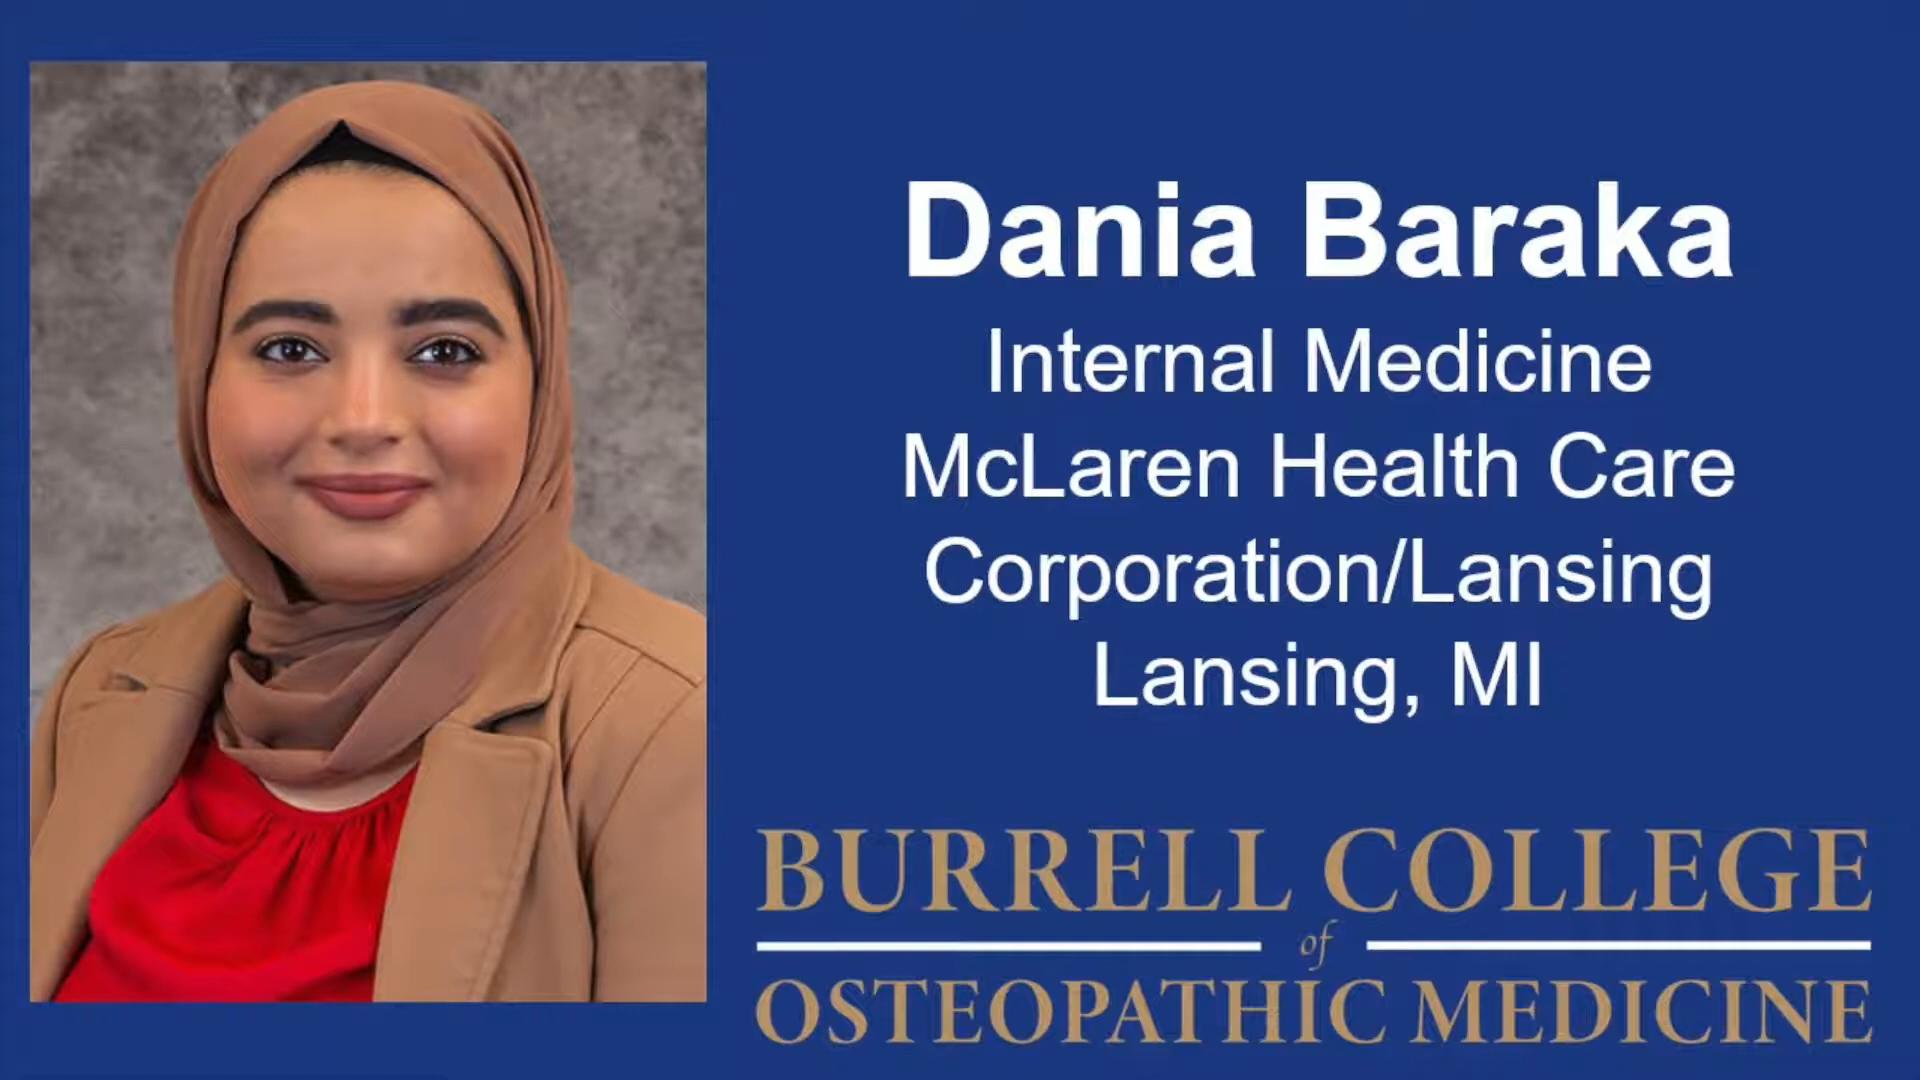 Dania Baraka
Internal Medicine
McLaren Health Care
Corporation/Lansing
Lansing, MI
BURRELL COLLEGE
of
OSTEOPATHIC MEDICINE